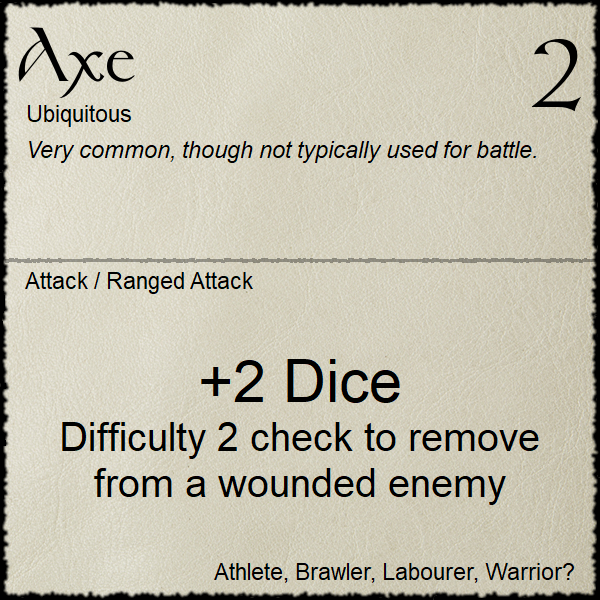 Axe
2
Ubiquitous
Very common, though not typically used for battle.
Attack / Ranged Attack
+2 Dice
Difficulty 2 check to remove
from a wounded enemy
Athlete, Brawler, Labourer, Warrior?